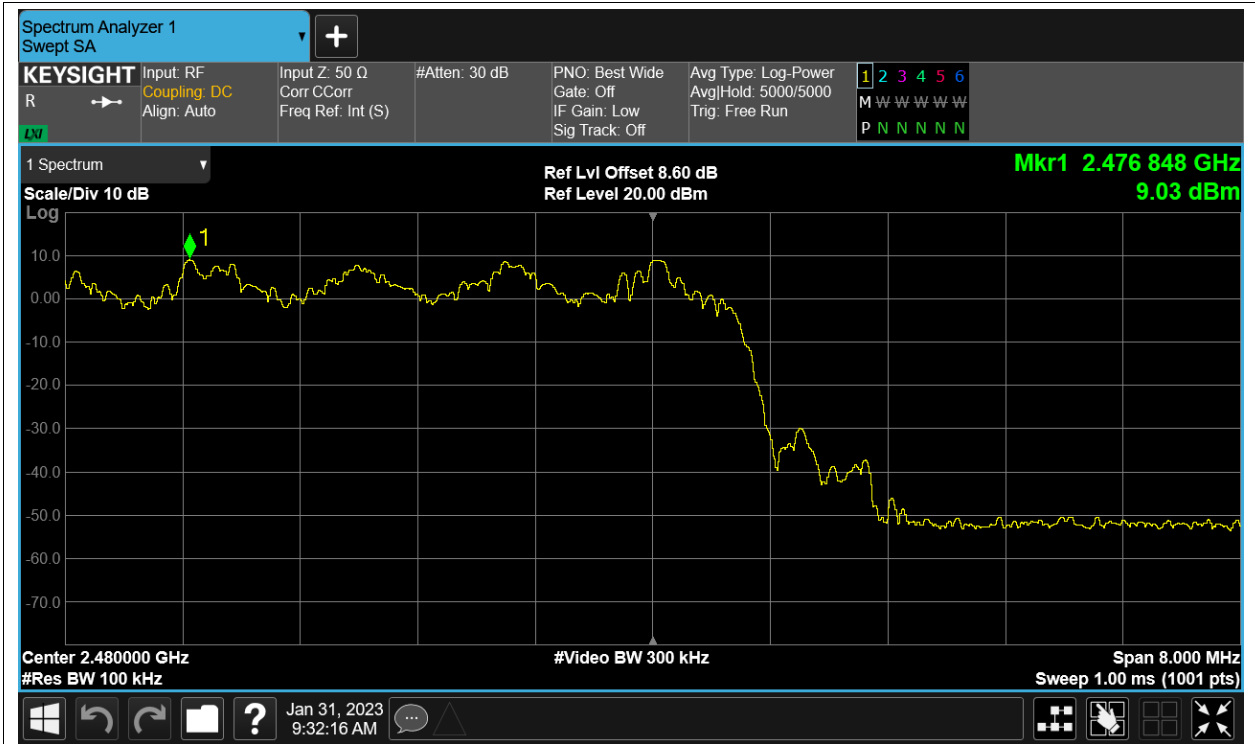 Spectrum Analyzer 1
Swept SA
KEYSIGHT
R
LXI
Input: RF
Coupling: DC
Align: Auto
Input Z: 50 Ω
Corr CCorr
Freq Ref: Int (S)
#Atten: 30 dB
PNO: Best Wide
Gate: Off
IF Gain: Low
Sig Track: Off
Avg Type: Log-Power
Avg|Hold: 5000/5000
Trig: Free Run
1 2 3 4 5 6
M W W W W W
P N N N N N
1 Spectrum
Scale/Div 10 dB
Log
Ref Lvl Offset 8.60 dB
Ref Level 20.00 dBm
Mkr1 2.476 848 GHz
9.03 dBm
1
10.0
0.00
-10.0
-20.0
-30.0
-40.0
-50.0
-60.0
-70.0
Center 2.480000 GHz
#Video BW 300 kHz
Span 8.000 MHz
#Res BW 100 kHz
Sweep 1.00 ms (1001 pts)
?
Jan 31, 2023
9:32:16 AM